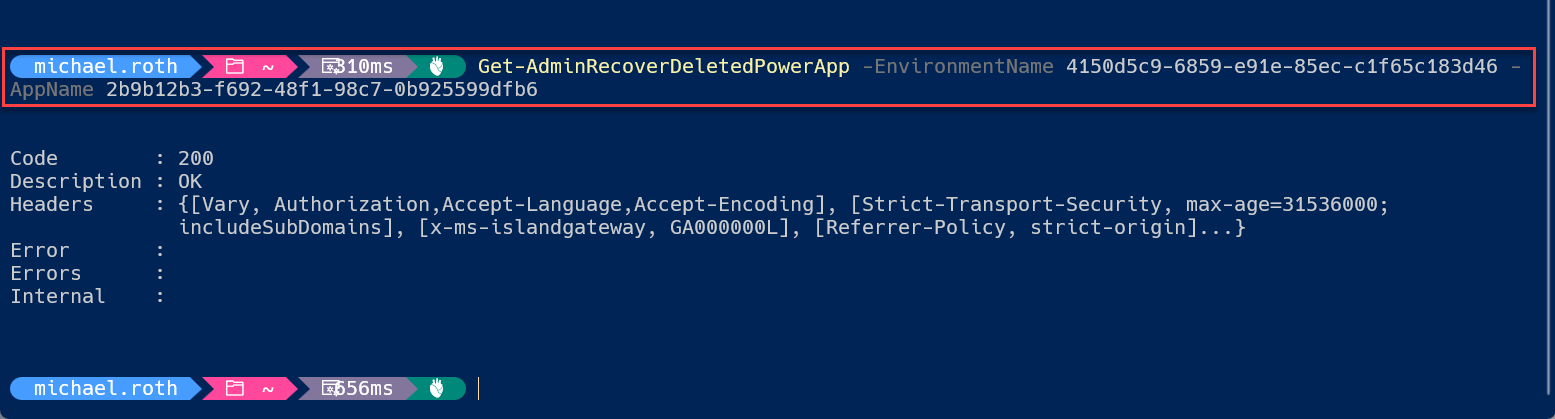 michael.roth ~ 310ms Get-AdminRecoverDeletedPowerApp -EnvironmentName 4150d5c9-6859-e91e-85ec-c1f65c183d46 -
AppName 2b9b12b3-f692-48f1-98c7-0b925599dfb6
Code : 200
Description : OK
Headers : {[Vary, Authorization,Accept-Language,Accept-Encoding], [Strict-Transport-Security, max-age=31536000;
includeSubDomains], [x-ms-islandgateway, GA000000L], [Referrer-Policy, strict-origin]...}
Error :
Errors :
Internal :
michael.roth ~ 656ms